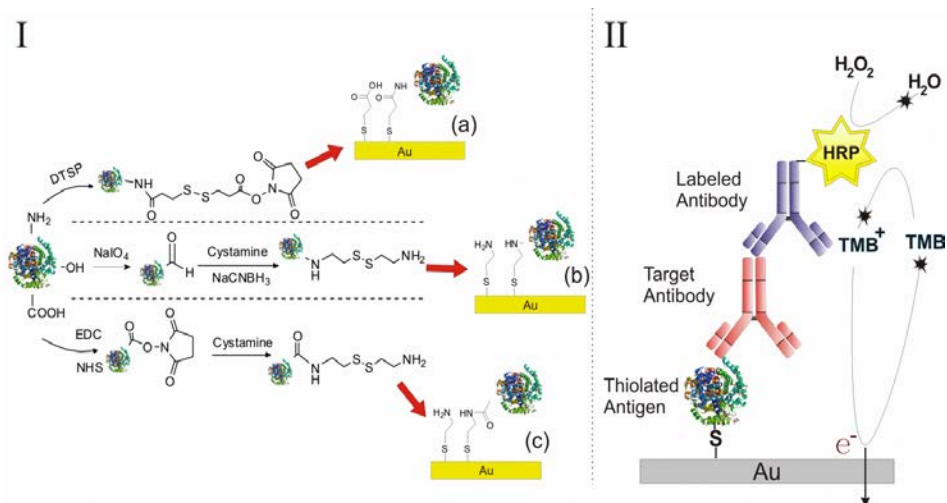 I
DTSP
NH₂
-OH
COOH
NH
O
S-S
O
O
O
N
O
O
OH
O
NH
O
S
S
(a)
Au
NaIO₄
O
H
Cystamine
NaCNBH₃
N
H
S-S
NH₂
H₂N
HN
S
S
(b)
Au
EDC
NHS
O
O
N
O
O
Cystamine
O
N
H
S-S
NH₂
H₂N
HN
O
S
S
(c)
Au
II
H₂O₂
H₂O
HRP
Labeled
Antibody
TMB⁺
TMB
Target
Antibody
Thiolated
Antigen
S
e⁻
Au